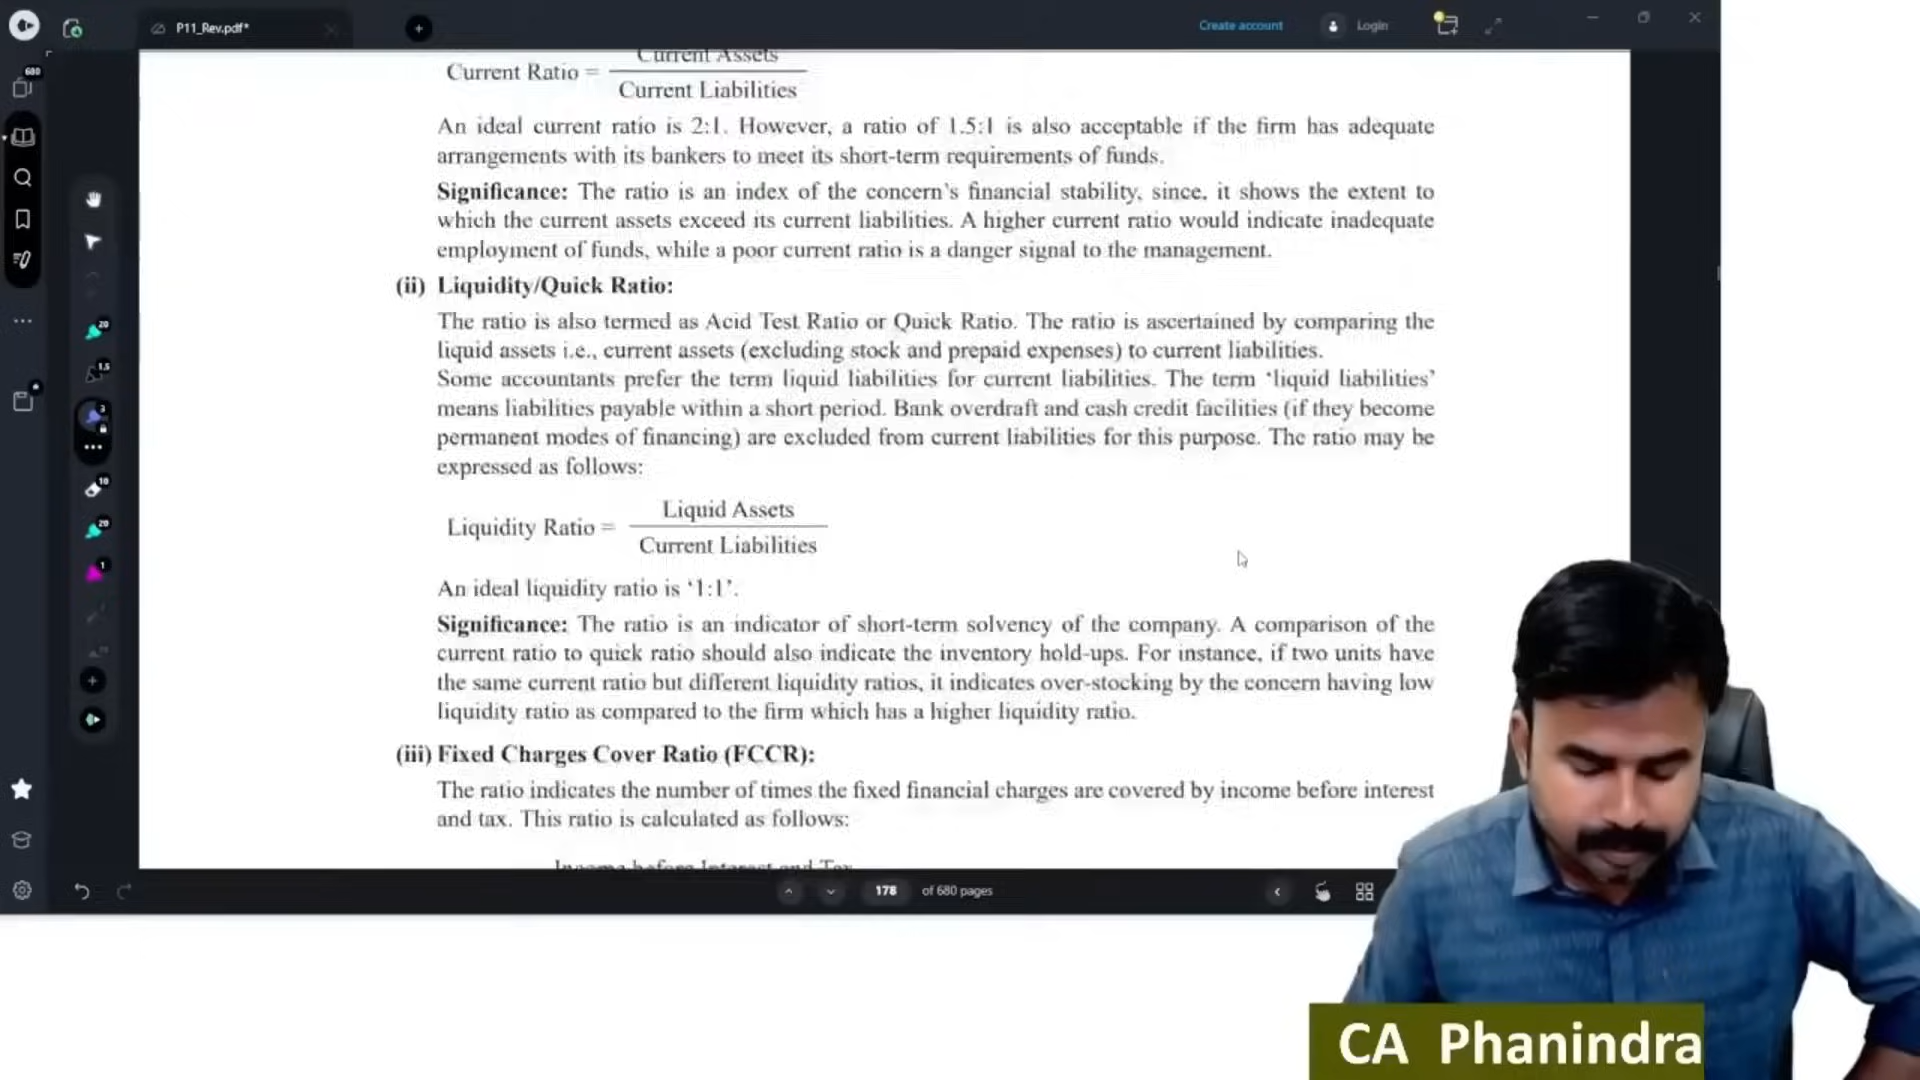 P11_Rev.pdf*
Create account
Login
680
Current Assets
Current Ratio =
Current Liabilities
An ideal current ratio is 2:1. However, a ratio of 1.5:1 is also acceptable if the firm has adequate
arrangements with its bankers to meet its short-term requirements of funds.
Significance: The ratio is an index of the concern's financial stability, since, it shows the extent to
which the current assets exceed its current liabilities. A higher current ratio would indicate inadequate
employment of funds, while a poor current ratio is a danger signal to the management.
(ii) Liquidity/Quick Ratio:
The ratio is also termed as Acid Test Ratio or Quick Ratio. The ratio is ascertained by comparing the
liquid assets i.e., current assets (excluding stock and prepaid expenses) to current liabilities.
Some accountants prefer the term liquid liabilities for current liabilities. The term 'liquid liabilities'
means liabilities payable within a short period. Bank overdraft and cash credit facilities (if they become
permanent modes of financing) are excluded from current liabilities for this purpose. The ratio may be
expressed as follows:
Liquid Assets
Liquidity Ratio =
Current Liabilities
An ideal liquidity ratio is '1:1'.
Significance: The ratio is an indicator of short-term solvency of the company. A comparison of the
current ratio to quick ratio should also indicate the inventory hold-ups. For instance, if two units have
the same current ratio but different liquidity ratios, it indicates over-stocking by the concern having low
liquidity ratio as compared to the firm which has a higher liquidity ratio.
(iii) Fixed Charges Cover Ratio (FCCR):
The ratio indicates the number of times the fixed financial charges are covered by income before interest
and tax. This ratio is calculated as follows:
Income before Interest and Tax
20
1.5
3
10
20
1
178 of 680 pages
CA Phanindra